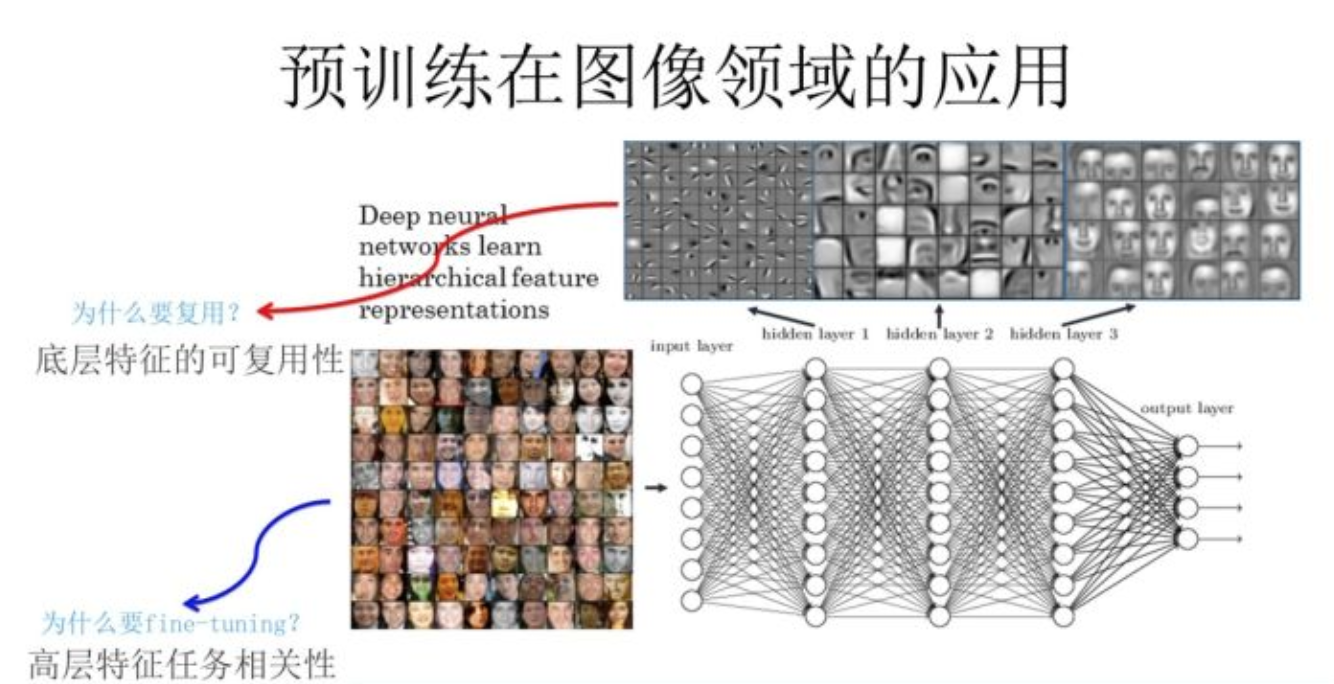 预训练在图像领域的应用
Deep neural
networks learn
hierarchical feature
representations
为什么要复用?
底层特征的可复用性
hidden layer 1
hidden layer 2
hidden layer 3
input layer
output layer
为什么要fine-tuning?
高层特征任务相关性